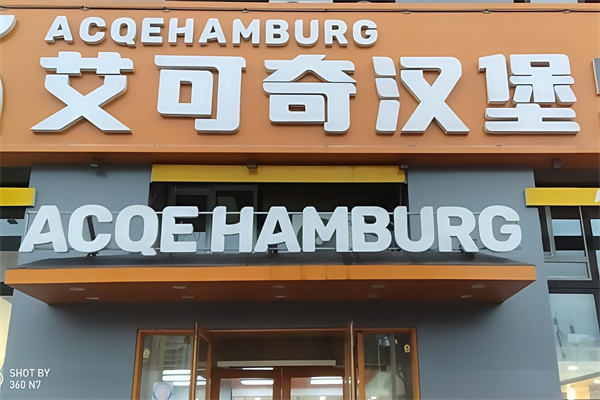 ACQEHAMBURG
艾可奇汉堡
ACQE HAMBURG
SHOT BY
360 N7